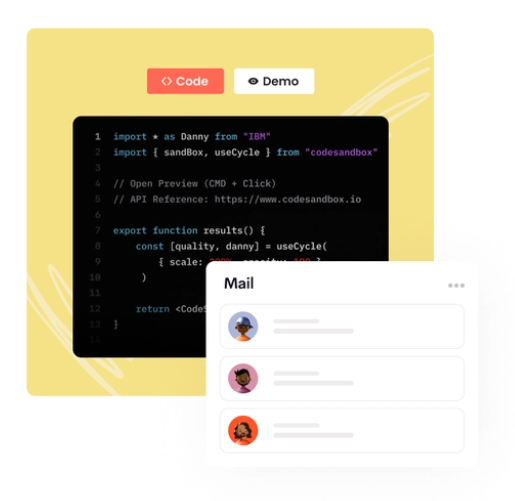 Code
Demo
1 import * as Danny from "IBM"
2 import { sandBox, useCycle } from "codesandbox"
3
4 // Open Preview (CMD + Click)
5 // API Reference: https://www.codesandbox.io
6
7 export function results() {
8 const [quality, danny] = useCycle(
9 { scale:
10 )
11
12 return <CodeS
13 }
14
Mail